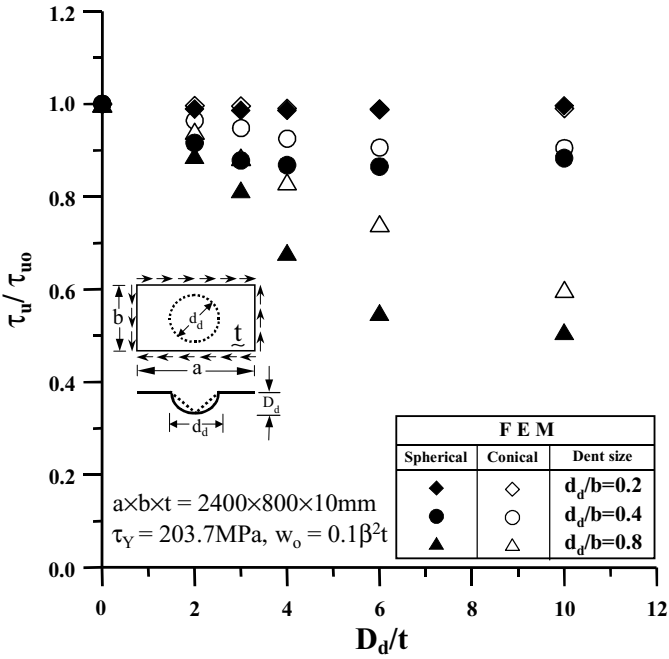 1.2
1.0
0.8
0.6
0.4
0.2
0.0
τu/ τuo
0 2 4 6 8 10 12
Dd/t
b
dd
t
a
Dd
dd
a×b×t = 2400×800×10mm
τY = 203.7MPa, wo = 0.1β²t
F E M
Spherical Conical Dent size
dd/b=0.2
dd/b=0.4
dd/b=0.8